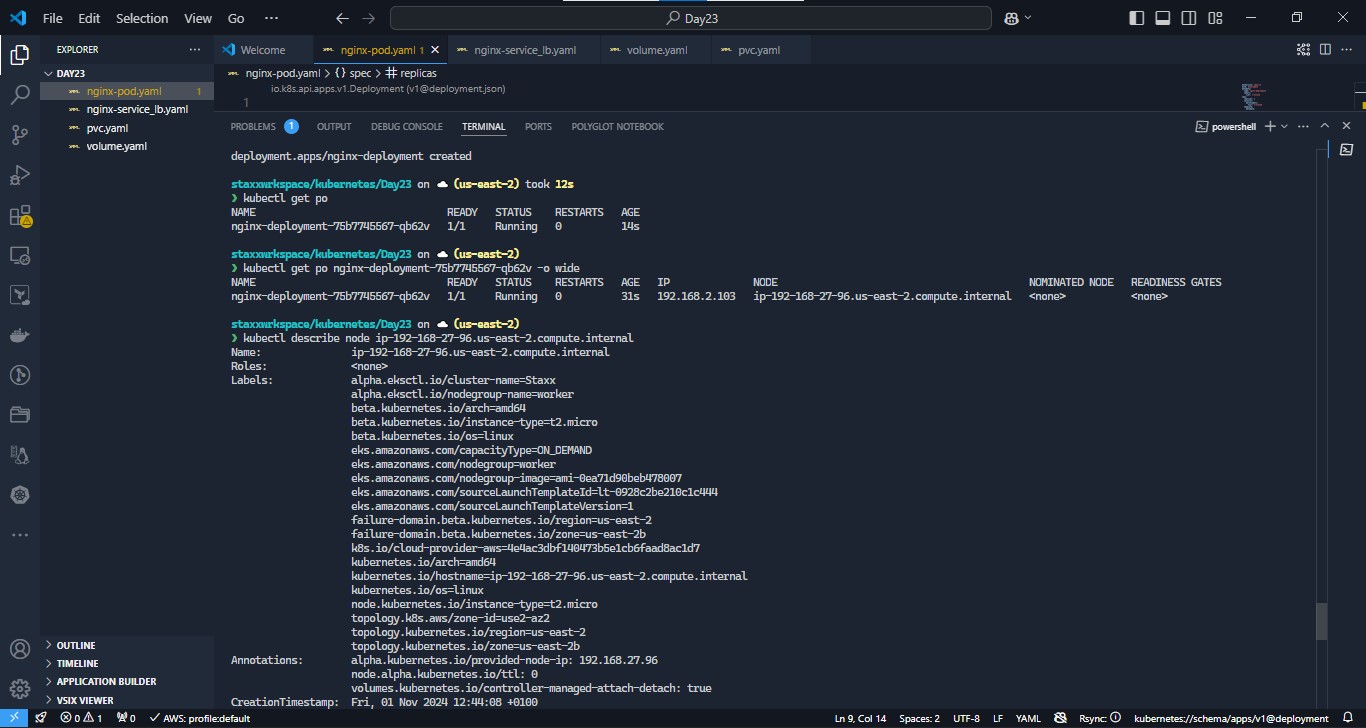 File Edit Selection View Go ··· Day23
EXPLORER ···
Welcome nginx-pod.yaml 1 nginx-service_lb.yaml volume.yaml pvc.yaml
DAY23
nginx-pod.yaml 1
nginx-service_lb.yaml
pvc.yaml
volume.yaml
OUTLINE
TIMELINE
APPLICATION BUILDER
VSIX VIEWER
nginx-pod.yaml > {} spec > # replicas
io.k8s.api.apps.v1.Deployment (v1@deployment.json)
1
PROBLEMS 1 OUTPUT DEBUG CONSOLE TERMINAL PORTS POLYGLOT NOTEBOOK powershell
deployment.apps/nginx-deployment created
staxxwrkspace/kubernetes/Day23 on ☁ (us-east-2) took 12s
❯ kubectl get po
NAME READY STATUS RESTARTS AGE
nginx-deployment-75b7745567-qb62v 1/1 Running 0 14s
staxxwrkspace/kubernetes/Day23 on ☁ (us-east-2)
❯ kubectl get po nginx-deployment-75b7745567-qb62v -o wide
NAME READY STATUS RESTARTS AGE IP NODE NOMINATED NODE READINESS GATES
nginx-deployment-75b7745567-qb62v 1/1 Running 0 31s 192.168.2.103 ip-192-168-27-96.us-east-2.compute.internal <none> <none>
staxxwrkspace/kubernetes/Day23 on ☁ (us-east-2)
❯ kubectl describe node ip-192-168-27-96.us-east-2.compute.internal
Name: ip-192-168-27-96.us-east-2.compute.internal
Roles: <none>
Labels: alpha.eksctl.io/cluster-name=Staxx
alpha.eksctl.io/nodegroup-name=worker
beta.kubernetes.io/arch=amd64
beta.kubernetes.io/instance-type=t2.micro
beta.kubernetes.io/os=linux
eks.amazonaws.com/capacityType=ON_DEMAND
eks.amazonaws.com/nodegroup=worker
eks.amazonaws.com/nodegroup-image=ami-0ea71d90beb478007
eks.amazonaws.com/sourceLaunchTemplateId=lt-0928c2be210c1c444
eks.amazonaws.com/sourceLaunchTemplateVersion=1
failure-domain.beta.kubernetes.io/region=us-east-2
failure-domain.beta.kubernetes.io/zone=us-east-2b
k8s.io/cloud-provider-aws=4e4ac3dbf140473b5e1cb6faad8ac1d7
kubernetes.io/arch=amd64
kubernetes.io/hostname=ip-192-168-27-96.us-east-2.compute.internal
kubernetes.io/os=linux
node.kubernetes.io/instance-type=t2.micro
topology.k8s.aws/zone-id=use2-az2
topology.kubernetes.io/region=us-east-2
topology.kubernetes.io/zone=us-east-2b
Annotations: alpha.kubernetes.io/provided-node-ip: 192.168.27.96
node.alpha.kubernetes.io/ttl: 0
volumes.kubernetes.io/controller-managed-attach-detach: true
CreationTimestamp: Fri, 01 Nov 2024 12:44:08 +0100
0 1 0 AWS: profile:default Ln 9, Col 14 Spaces: 2 UTF-8 LF YAML Rsync: kubernetes://schema/apps/v1@deployment